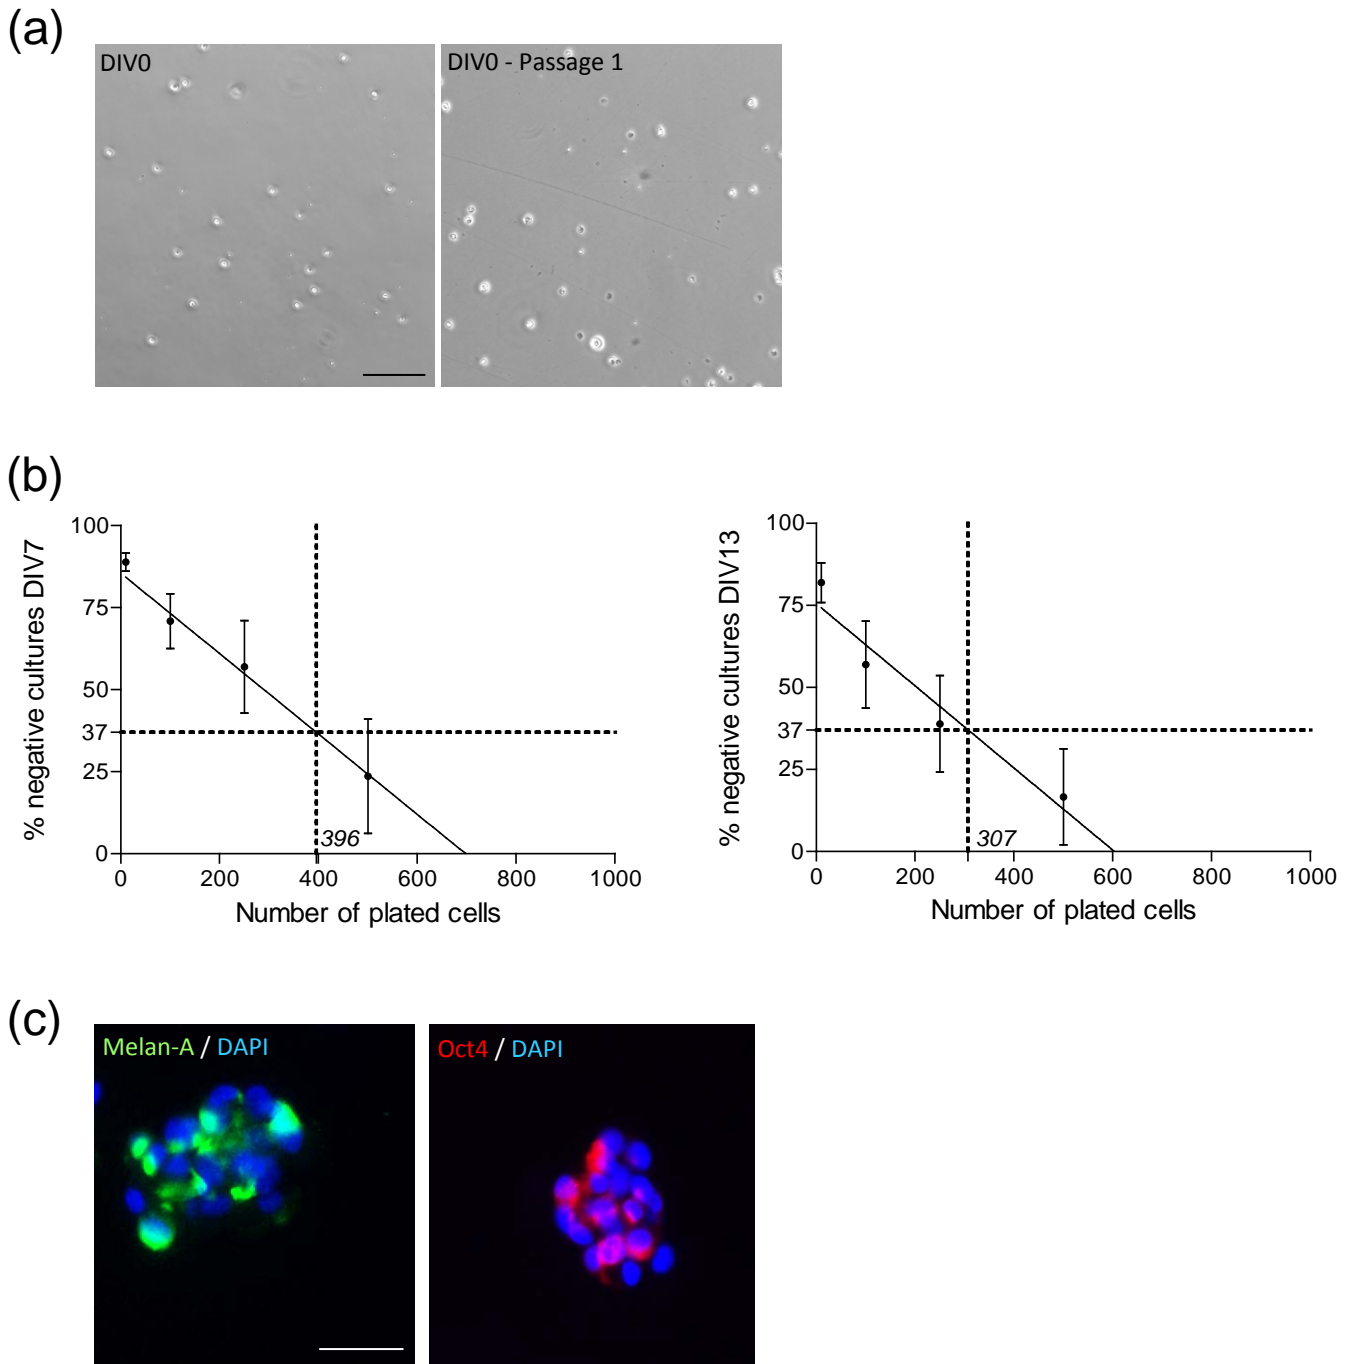 (a)
DIV0
DIV0 - Passage 1
(b)
% negative cultures DIV7
100
75
50
37
25
0
396
0 200 400 600 800 1000
Number of plated cells
% negative cultures DIV13
100
75
50
37
25
0
307
0 200 400 600 800 1000
Number of plated cells
(c)
Melan-A / DAPI
Oct4 / DAPI